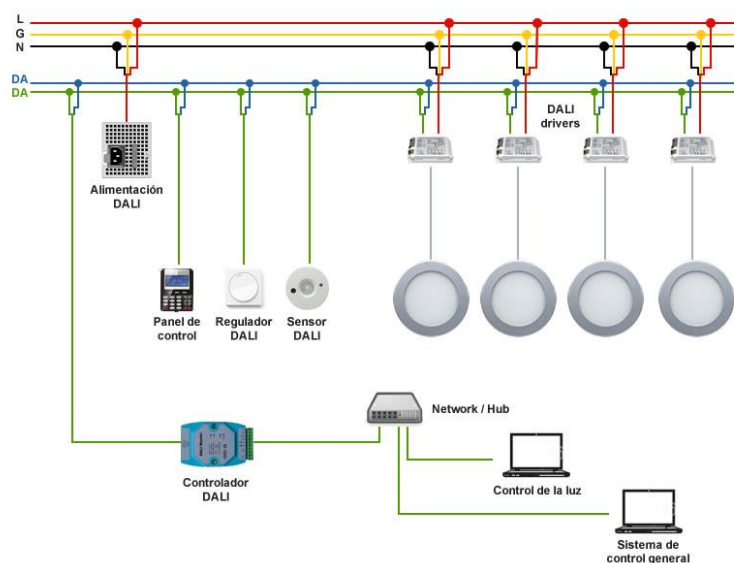 L
G
N
DA
DA
DALI
drivers
Alimentación
DALI
Panel de
control
Regulador
DALI
Sensor
DALI
Network / Hub
Controlador
DALI
Control de la luz
Sistema de
control general